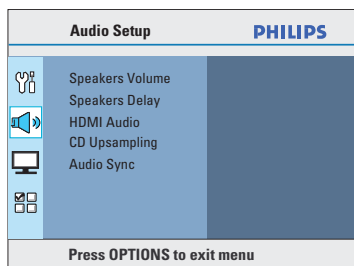 Audio Setup
PHILIPS
Speakers Volume
Speakers Delay
HDMI Audio
CD Upsampling
Audio Sync
Press OPTIONS to exit menu